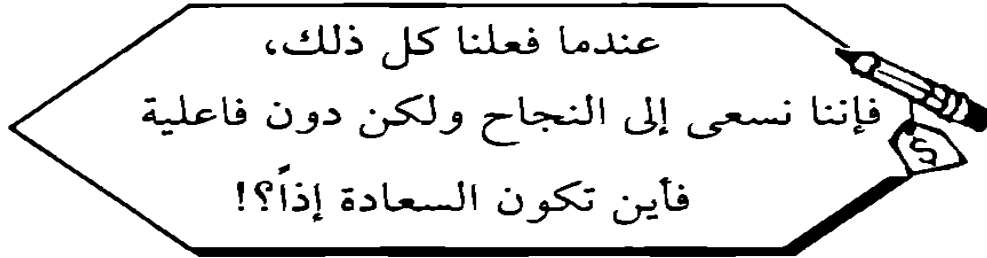 عندما فعلنا كل ذلك،
فإننا نسعى إلى النجاح ولكن دون فاعلية
فأين تكون السعادة إذاً؟!